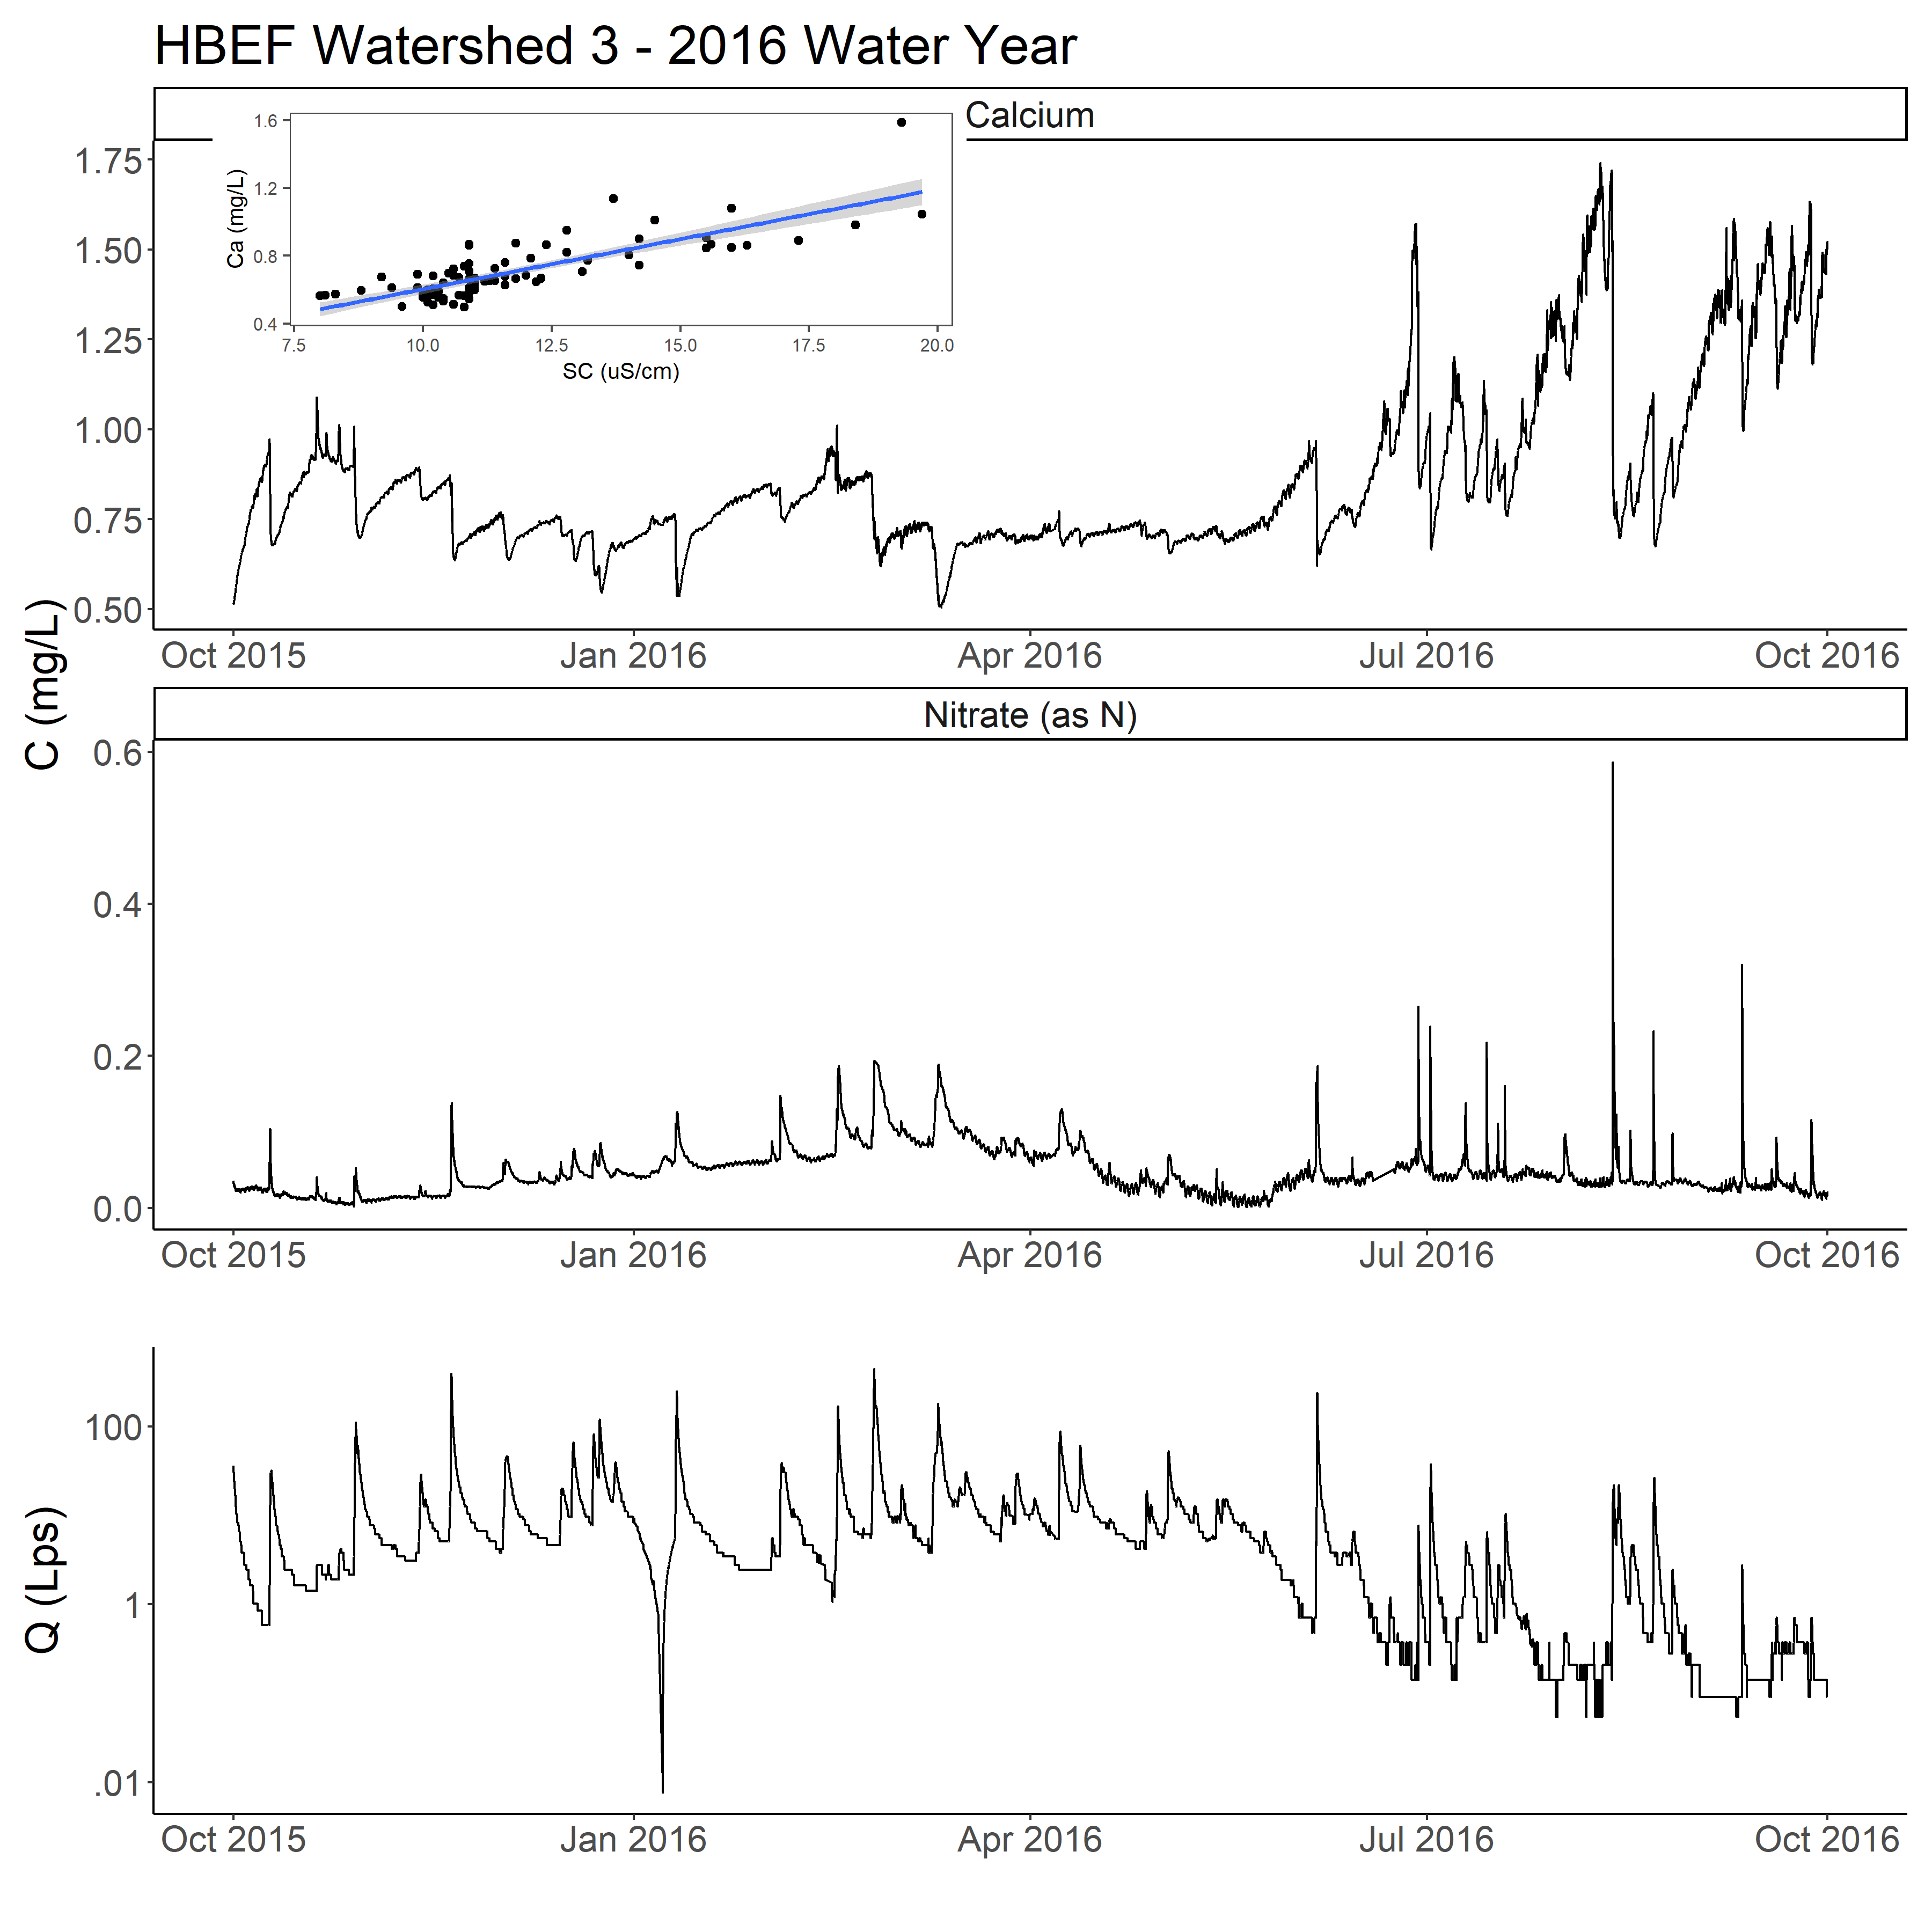 HBEF Watershed 3 - 2016 Water Year
Calcium
1.6
1.2
0.8
0.4
Ca (mg/L)
7.5 10.0 12.5 15.0 17.5 20.0
SC (uS/cm)
1.75
1.50
1.25
1.00
0.75
0.50
Oct 2015 Jan 2016 Apr 2016 Jul 2016 Oct 2016
C (mg/L)
Nitrate (as N)
0.6
0.4
0.2
0.0
Oct 2015 Jan 2016 Apr 2016 Jul 2016 Oct 2016
Q (Lps)
100
1
.01
Oct 2015 Jan 2016 Apr 2016 Jul 2016 Oct 2016